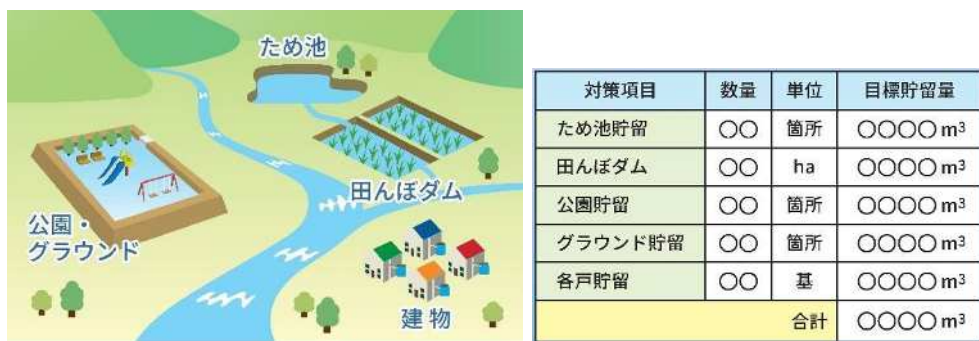 ため池
田んぼダム
公園・
グラウンド
建物
対策項目 数量 単位 目標貯留量
ため池貯留 〇〇 箇所 〇〇〇〇m³
田んぼダム 〇〇 ha 〇〇〇〇m³
公園貯留 〇〇 箇所 〇〇〇〇m³
グラウンド貯留 〇〇 箇所 〇〇〇〇m³
各戸貯留 〇〇 基 〇〇〇〇m³
合計 〇〇〇〇m³